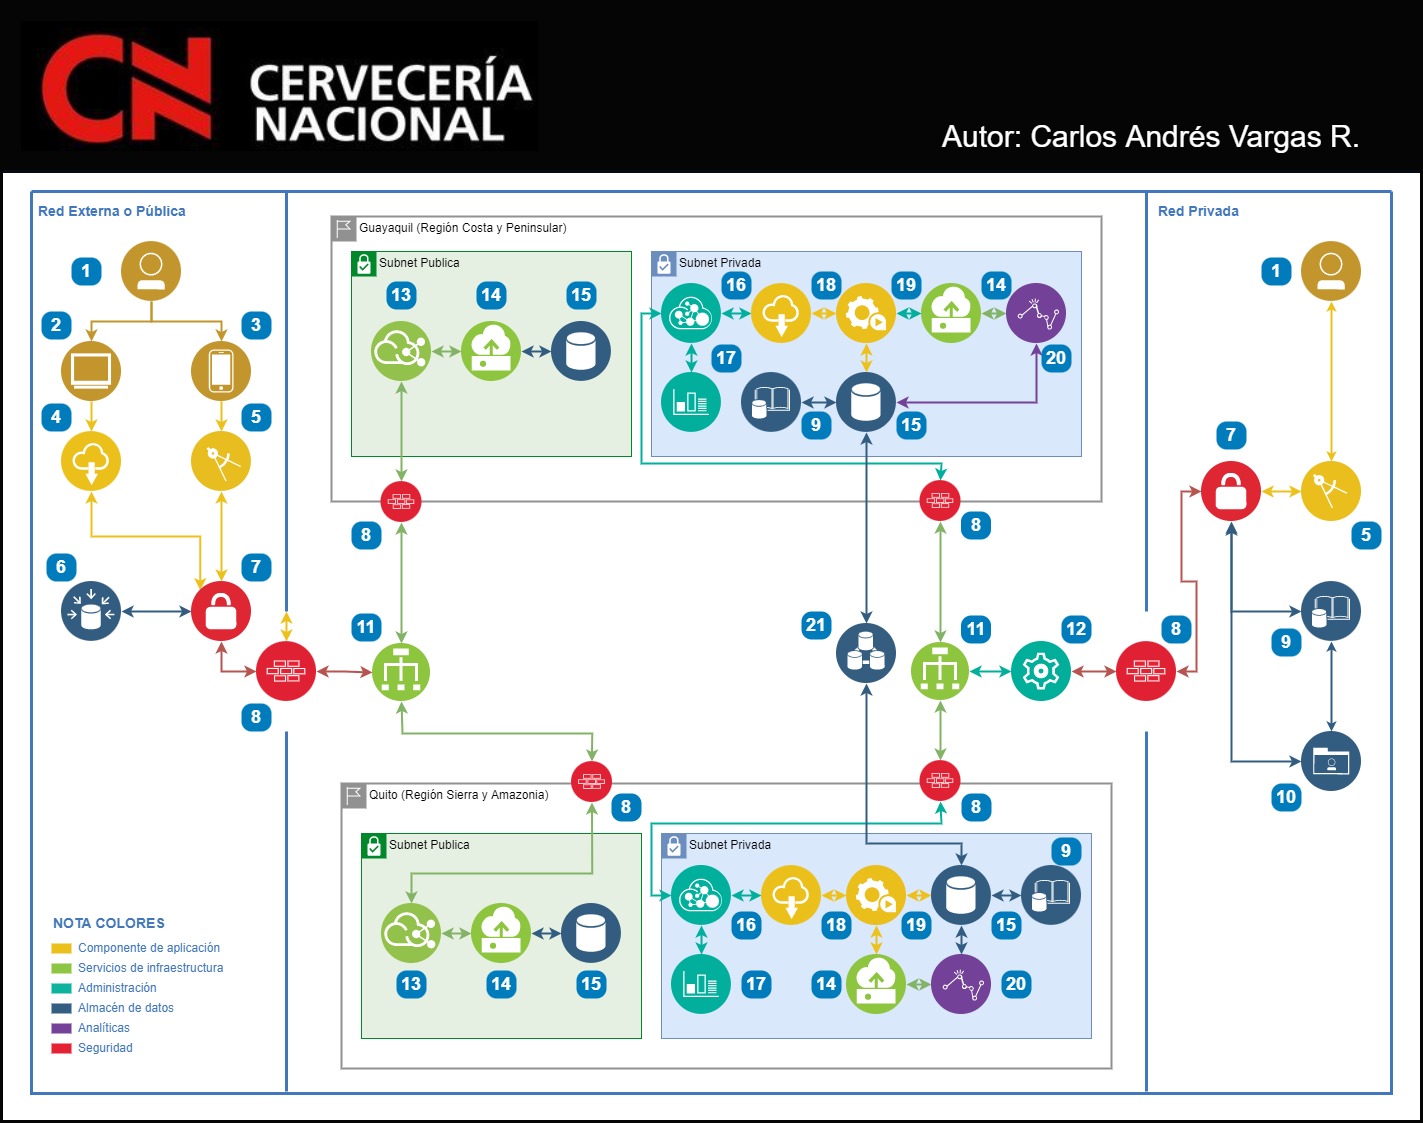 CN
CERVECERÍA
NACIONAL
Autor: Carlos Andrés Vargas R.
Red Externa o Pública
1
2
3
4
5
6
7
8
NOTA COLORES
Componente de aplicación
Servicios de infraestructura
Administración
Almacén de datos
Analíticas
Seguridad
Guayaquil (Región Costa y Peninsular)
Subnet Publica
13
14
15
Subnet Privada
16
18
19
14
17
20
9
15
8
8
11
21
11
12
8
Quito (Región Sierra y Amazonia)
8
8
Subnet Publica
13
14
15
Subnet Privada
9
16
18
19
15
17
14
20
Red Privada
1
7
5
9
10